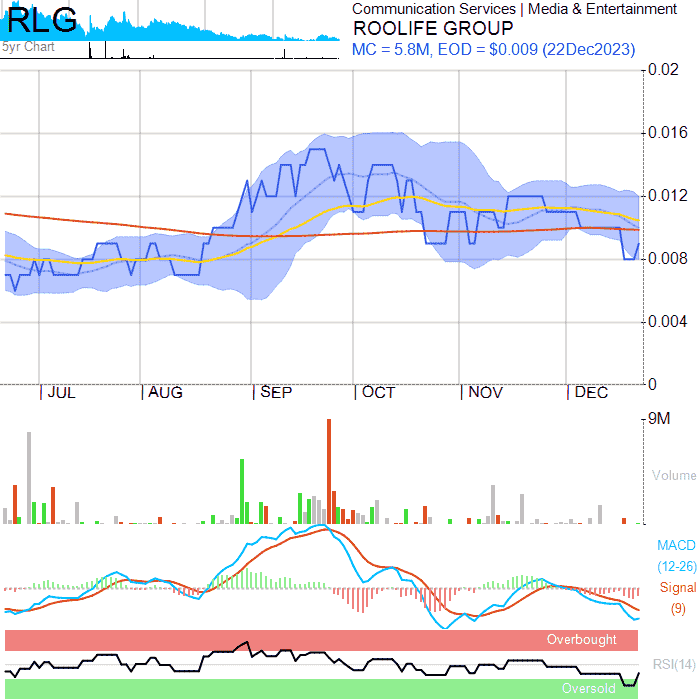 RLG
5yr Chart
Communication Services | Media & Entertainment
ROOLIFE GROUP
MC = 5.8M, EOD = $0.009 (22Dec2023)
0.02
0.016
0.012
0.008
0.004
0
JUL AUG SEP OCT NOV DEC
9M
Volume
MACD
(12-26)
Signal
(9)
Overbought
RSI(14)
Oversold